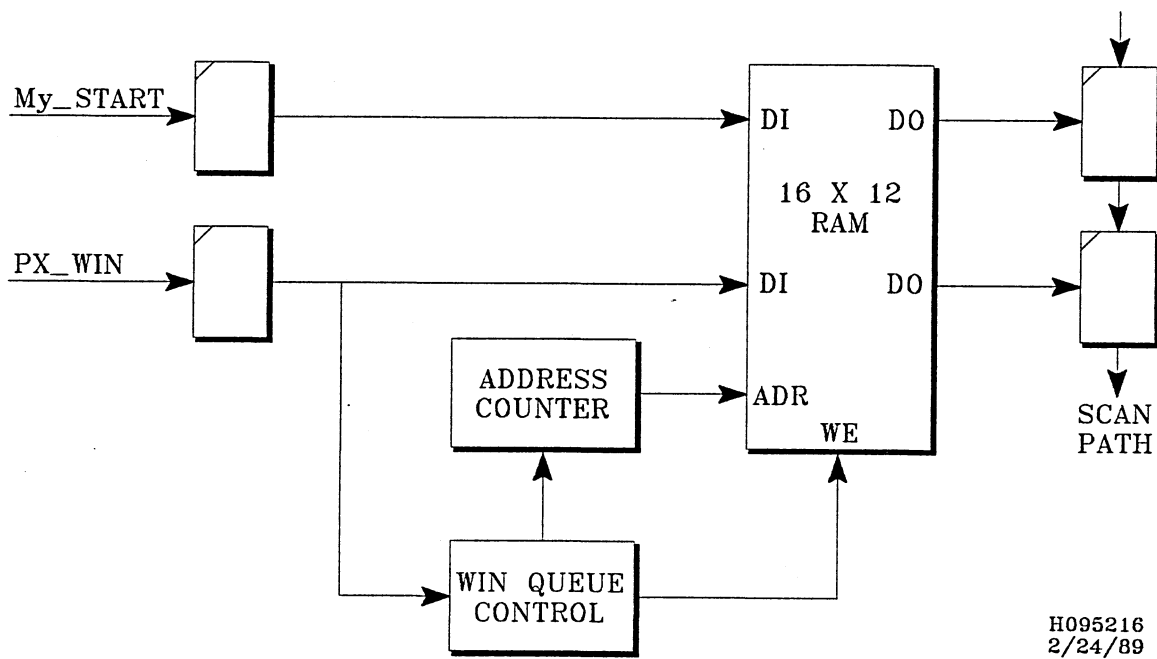 My_START
DI
DO
16 X 12
RAM
PX_WIN
DI
DO
ADDRESS
COUNTER
ADR
WE
SCAN
PATH
WIN QUEUE
CONTROL
H095216
2/24/89